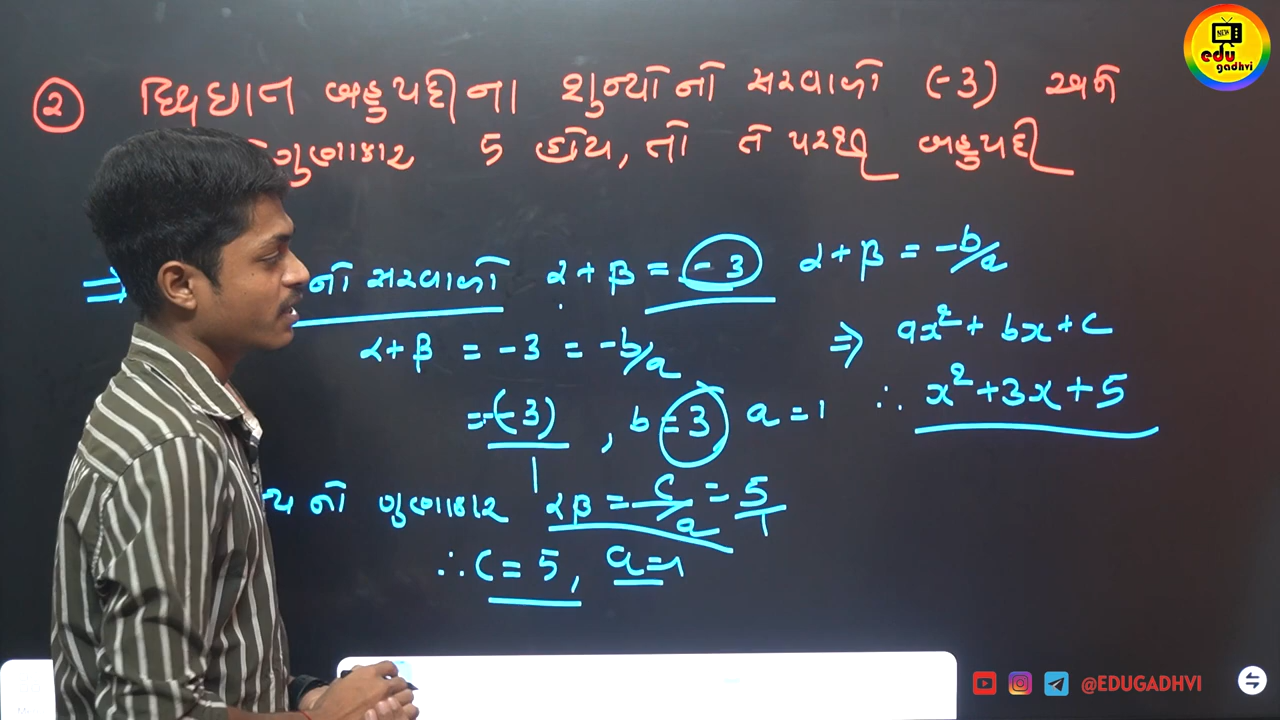 ② દ્વિઘાત બહુપદીના શુન્યોનો સરવાળો (-3) અને
ગુણાકાર 5 હોય, તો તે પરથી બહુપદી
⇒ નો સરવાળો α+β = -3 α+β = -b/a
α+β = -3 = -b/a ⇒ ax²+bx+c
= -(-3)/1 , b=3 a=1 ∴ x²+3x+5
નો ગુણાકાર αβ = c/a = 5/1
∴ c=5, a=1
NEW
edu
gadhvi
@EDUGADHVI